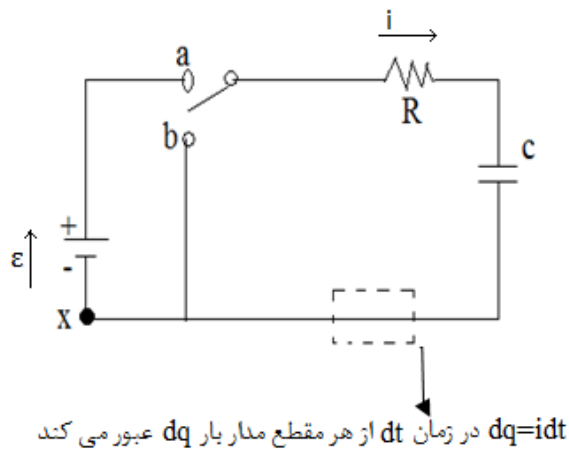 i
a
R
b
c
+
ε
-
x
dq=idt در زمان dt از هر مقطع مدار بار dq عبور می کند